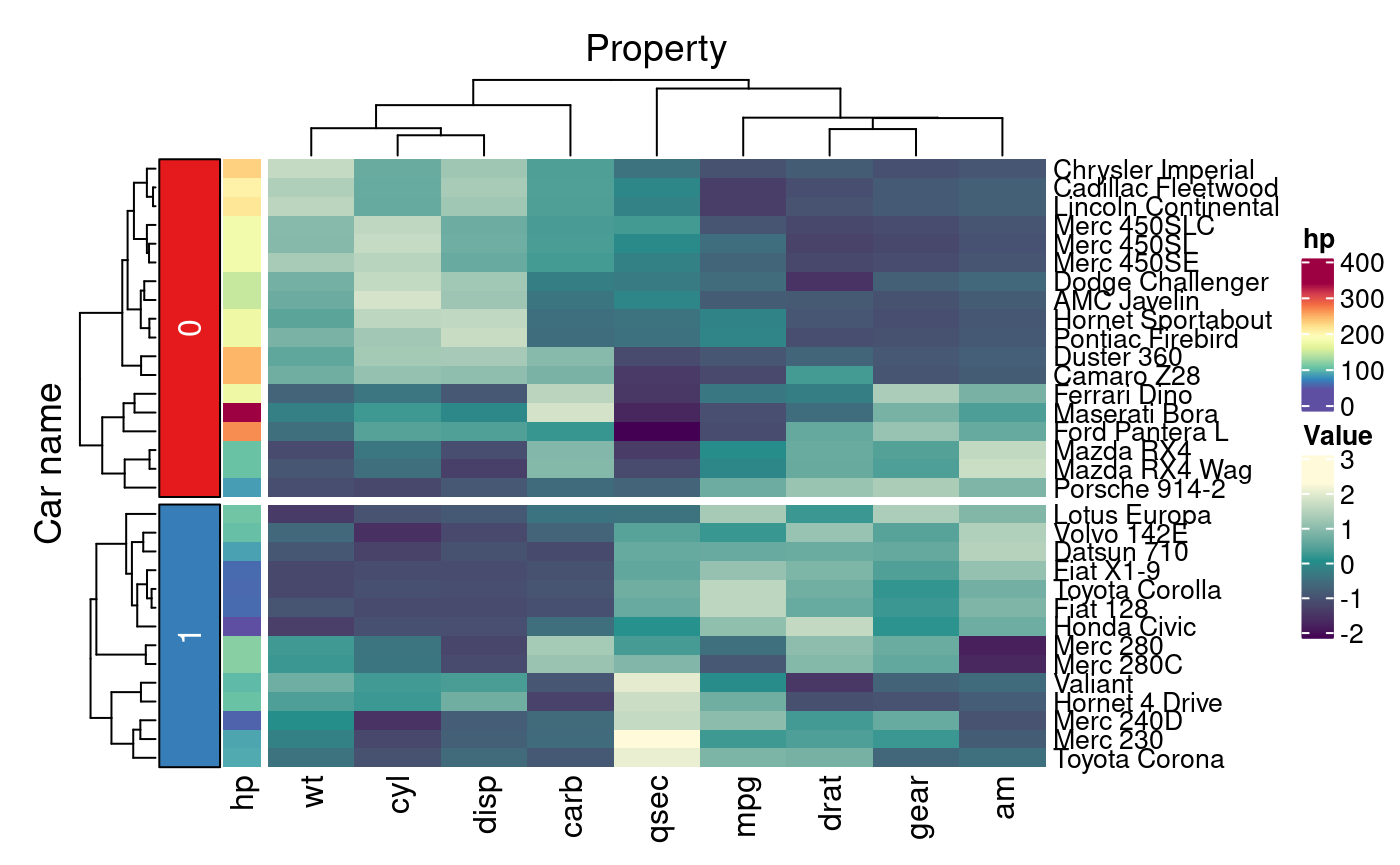 Property
Car name
0
1
Chrysler Imperial
Cadillac Fleetwood
Lincoln Continental
Merc 450SLC
Merc 450SL
Merc 450SE
Dodge Challenger
AMC Javelin
Hornet Sportabout
Pontiac Firebird
Duster 360
Camaro Z28
Ferrari Dino
Maserati Bora
Ford Pantera L
Mazda RX4
Mazda RX4 Wag
Porsche 914-2
Lotus Europa
Volvo 142E
Datsun 710
Fiat X1-9
Toyota Corolla
Fiat 128
Honda Civic
Merc 280
Merc 280C
Valiant
Hornet 4 Drive
Merc 240D
Merc 230
Toyota Corona
hp
wt
cyl
disp
carb
qsec
mpg
drat
gear
am
hp
400
300
200
100
0
Value
3
2
1
0
-1
-2